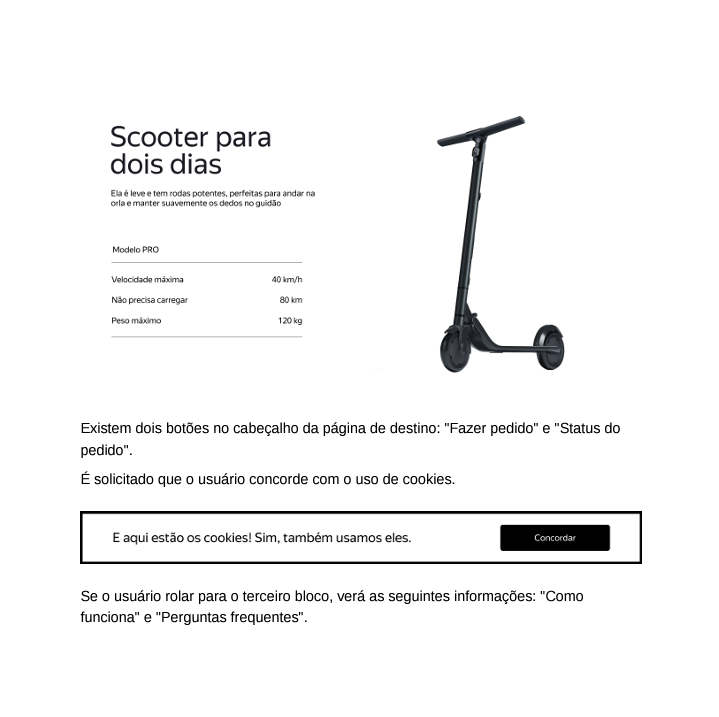 Scooter para
dois dias
Ela é leve e tem rodas potentes, perfeitas para andar na
orla e manter suavemente os dedos no guidão
Modelo PRO
Velocidade máxima 40 km/h
Não precisa carregar 80 km
Peso máximo 120 kg
Existem dois botões no cabeçalho da página de destino: "Fazer pedido" e "Status do
pedido".
É solicitado que o usuário concorde com o uso de cookies.
E aqui estão os cookies! Sim, também usamos eles. Concordar
Se o usuário rolar para o terceiro bloco, verá as seguintes informações: "Como
funciona" e "Perguntas frequentes".